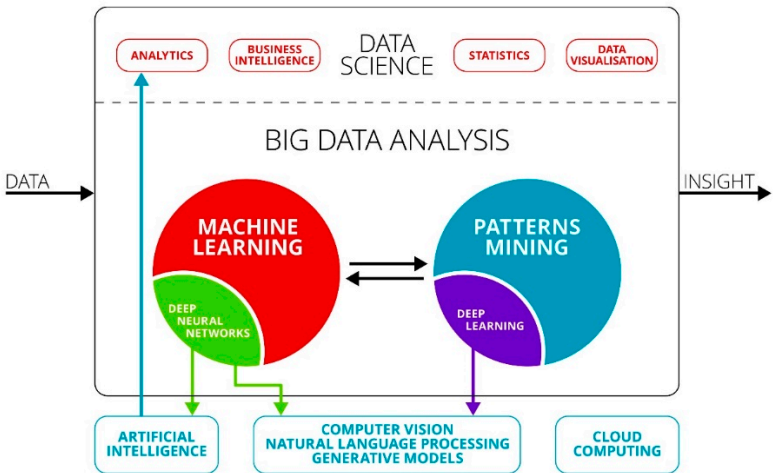 DATA
SCIENCE
ANALYTICS
BUSINESS
INTELLIGENCE
STATISTICS
DATA
VISUALISATION
BIG DATA ANALYSIS
DATA
INSIGHT
MACHINE
LEARNING
PATTERNS
MINING
DEEP
NEURAL
NETWORKS
DEEP
LEARNING
ARTIFICIAL
INTELLIGENCE
COMPUTER VISION
NATURAL LANGUAGE PROCESSING
GENERATIVE MODELS
CLOUD
COMPUTING